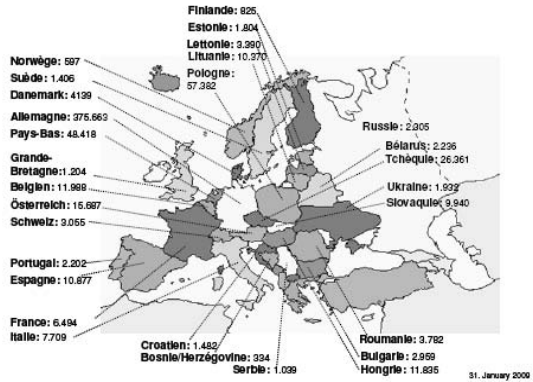 Finlande: 825
Estonie: 1.804
Lettonie: 3.390
Lituanie: 10.370
Pologne:
57.382
Norwège: 597
Suède: 1.406
Danemark: 4139
Allemagne: 375.663
Pays-Bas: 48.418
Grande-
Bretagne:1.204
Belgien: 11.988
Österreich: 15.687
Schweiz: 3.055
Portugal: 2.202
Espagne: 10.877
France: 6.494
Italie: 7.709
Russie: 2.305
Bélarus: 2.236
Tchèquie: 26.361
Ukraine: 1.932
Slovaquie: 9.940
Croatien: 1.482
Bosnie/Herzégovine: 334
Serbie: 1.039
Roumanie: 3.782
Bulgarie: 2.959
Hongrie: 11.835
31. January 2009